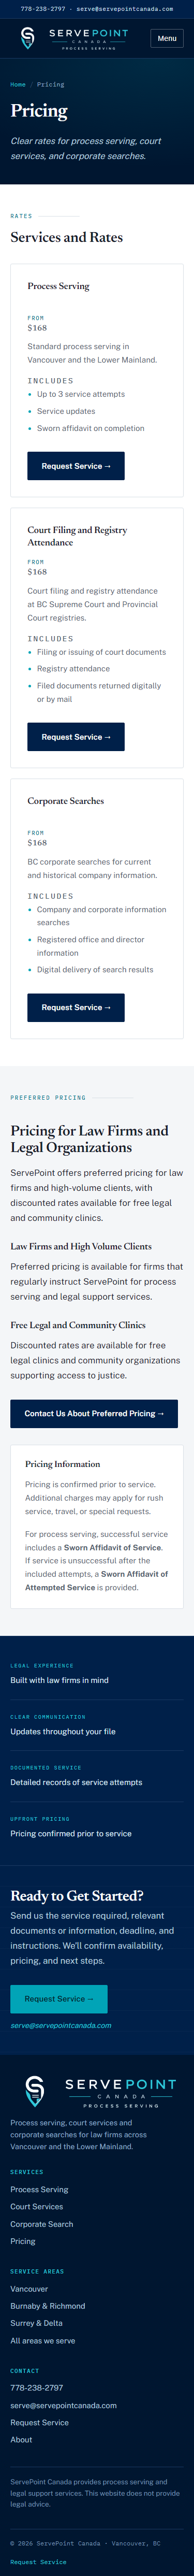 778-238-2797 · serve@servepointcanada.com
SERVEPOINT
CANADA
PROCESS SERVING
Menu
Home / Pricing
Pricing
Clear rates for process serving, court
services, and corporate searches.
RATES
Services and Rates
Process Serving
FROM
$168
Standard process serving in
Vancouver and the Lower Mainland.
INCLUDES
• Up to 3 service attempts
• Service updates
• Sworn affidavit on completion
Request Service →
Court Filing and Registry
Attendance
FROM
$168
Court filing and registry attendance
at BC Supreme Court and Provincial
Court registries.
INCLUDES
• Filing or issuing of court documents
• Registry attendance
• Filed documents returned digitally
or by mail
Request Service →
Corporate Searches
FROM
$168
BC corporate searches for current
and historical company information.
INCLUDES
• Company and corporate information
searches
• Registered office and director
information
• Digital delivery of search results
Request Service →
PREFERRED PRICING
Pricing for Law Firms and
Legal Organizations
ServePoint offers preferred pricing for law
firms and high-volume clients, with
discounted rates available for free legal
and community clinics.
Law Firms and High Volume Clients
Preferred pricing is available for firms that
regularly instruct ServePoint for process
serving and legal support services.
Free Legal and Community Clinics
Discounted rates are available for free
legal clinics and community organizations
supporting access to justice.
Contact Us About Preferred Pricing →
Pricing Information
Pricing is confirmed prior to service.
Additional charges may apply for rush
service, travel, or special requests.
For process serving, successful service
includes a Sworn Affidavit of Service.
If service is unsuccessful after the
included attempts, a Sworn Affidavit of
Attempted Service is provided.
LEGAL EXPERIENCE
Built with law firms in mind
CLEAR COMMUNICATION
Updates throughout your file
DOCUMENTED SERVICE
Detailed records of service attempts
UPFRONT PRICING
Pricing confirmed prior to service
Ready to Get Started?
Send us the service required, relevant
documents or information, deadline, and
instructions. We'll confirm availability,
pricing, and next steps.
Request Service →
serve@servepointcanada.com
SERVEPOINT
CANADA
PROCESS SERVING
Process serving, court services and
corporate searches for law firms across
Vancouver and the Lower Mainland.
SERVICES
Process Serving
Court Services
Corporate Search
Pricing
SERVICE AREAS
Vancouver
Burnaby & Richmond
Surrey & Delta
All areas we serve
CONTACT
778-238-2797
serve@servepointcanada.com
Request Service
About
ServePoint Canada provides process serving and
legal support services. This website does not provide
legal advice.
© 2026 ServePoint Canada · Vancouver, BC
Request Service